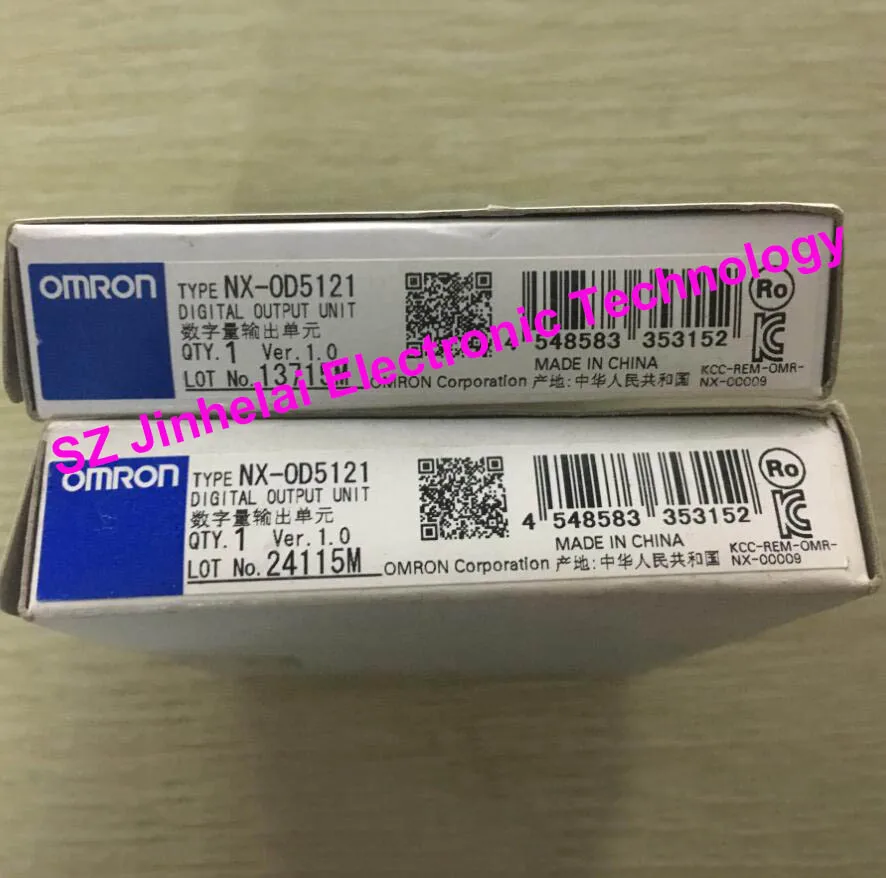 OMRON
TYPE NX-OD5121
DIGITAL OUTPUT UNIT
数字量输出单元
QTY. 1 Ver. 1.0
LOT No. 13715M
4 548583 353152
MADE IN CHINA
OMRON Corporation 产地: 中华人民共和国
Ro
KCC-REM-OMR-
NX-00009
SZ Jinhelai Electronic Technology
OMRON
TYPE NX-OD5121
DIGITAL OUTPUT UNIT
数字量输出单元
QTY. 1 Ver. 1.0
LOT No. 24115M
4 548583 353152
MADE IN CHINA
OMRON Corporation 产地: 中华人民共和国
Ro
KCC-REM-OMR-
NX-00009